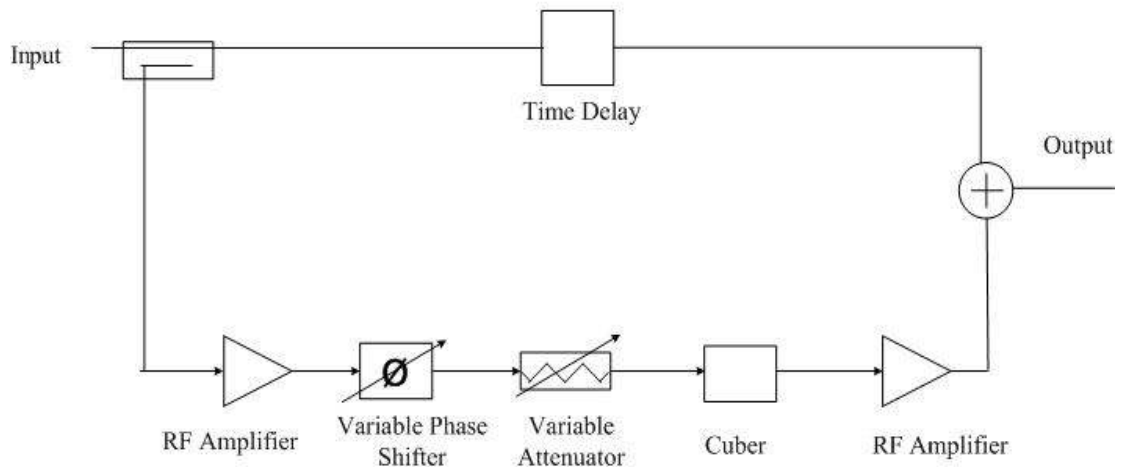 Input
Time Delay
Output
Ø
RF Amplifier
Variable Phase
Shifter
Variable
Attenuator
Cuber
RF Amplifier